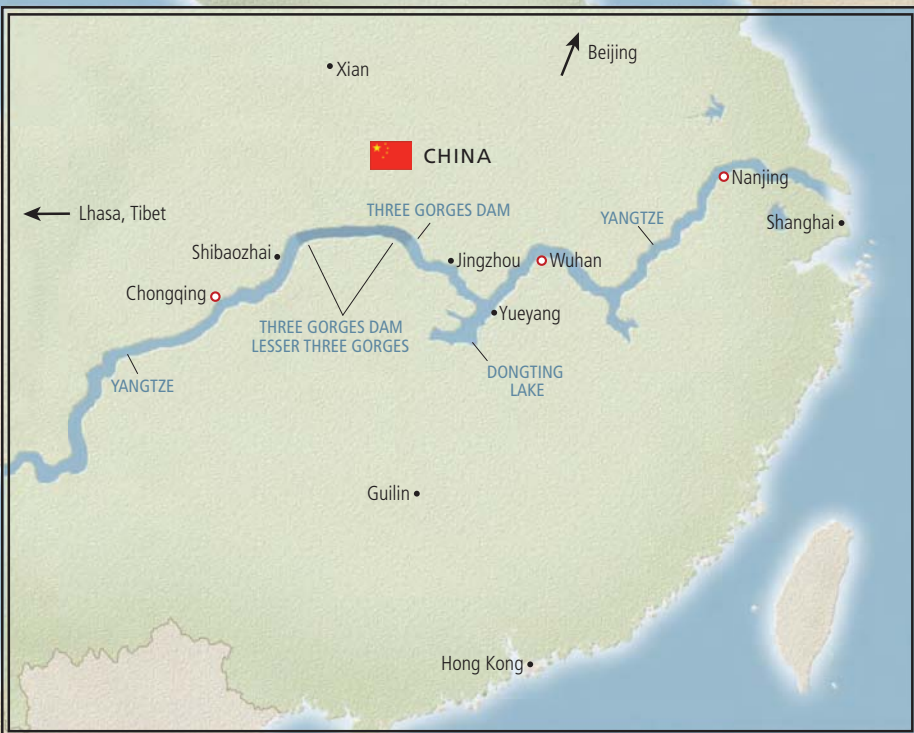 Beijing
Xian
CHINA
Nanjing
Lhasa, Tibet
THREE GORGES DAM
YANGTZE
Shanghai
Shibaozhai
Jingzhou
Wuhan
Chongqing
Yueyang
THREE GORGES DAM
LESSER THREE GORGES
YANGTZE
DONGTING
LAKE
Guilin
Hong Kong